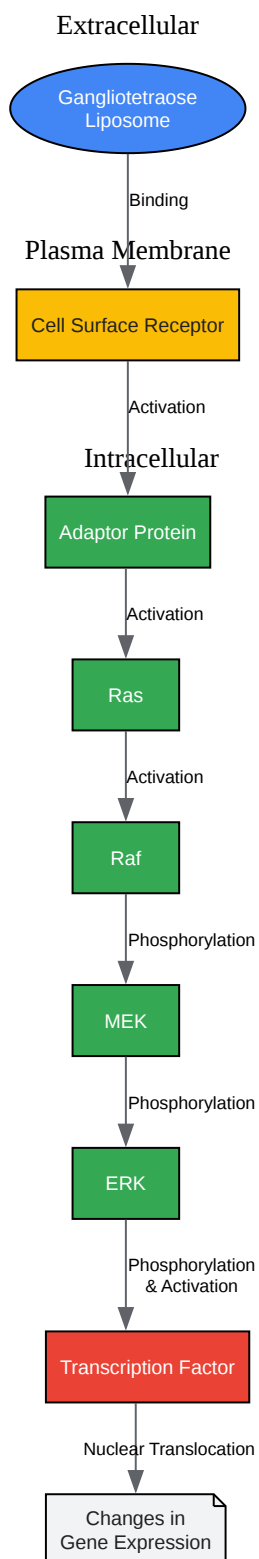 Extracellular
Gangliotetraose
Liposome
Binding
Plasma Membrane
Cell Surface Receptor
Activation
Intracellular
Adaptor Protein
Activation
Ras
Activation
Raf
Phosphorylation
MEK
Phosphorylation
ERK
Phosphorylation
& Activation
Transcription Factor
Nuclear Translocation
Changes in
Gene Expression